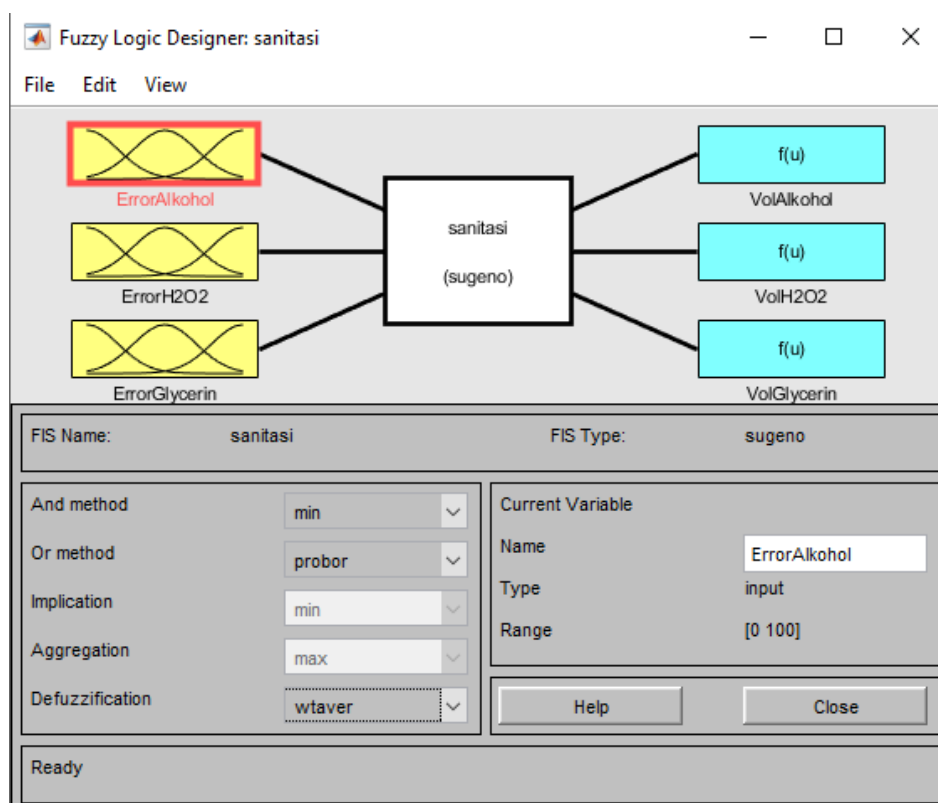 Fuzzy Logic Designer: sanitasi
File Edit View
ErrorAlkohol
ErrorH2O2
ErrorGlycerin
sanitasi
(sugeno)
f(u)
VolAlkohol
f(u)
VolH2O2
f(u)
VolGlycerin
FIS Name: sanitasi FIS Type: sugeno
And method min
Or method probor
Implication min
Aggregation max
Defuzzification wtaver
Current Variable
Name ErrorAlkohol
Type input
Range [0 100]
Help Close
Ready